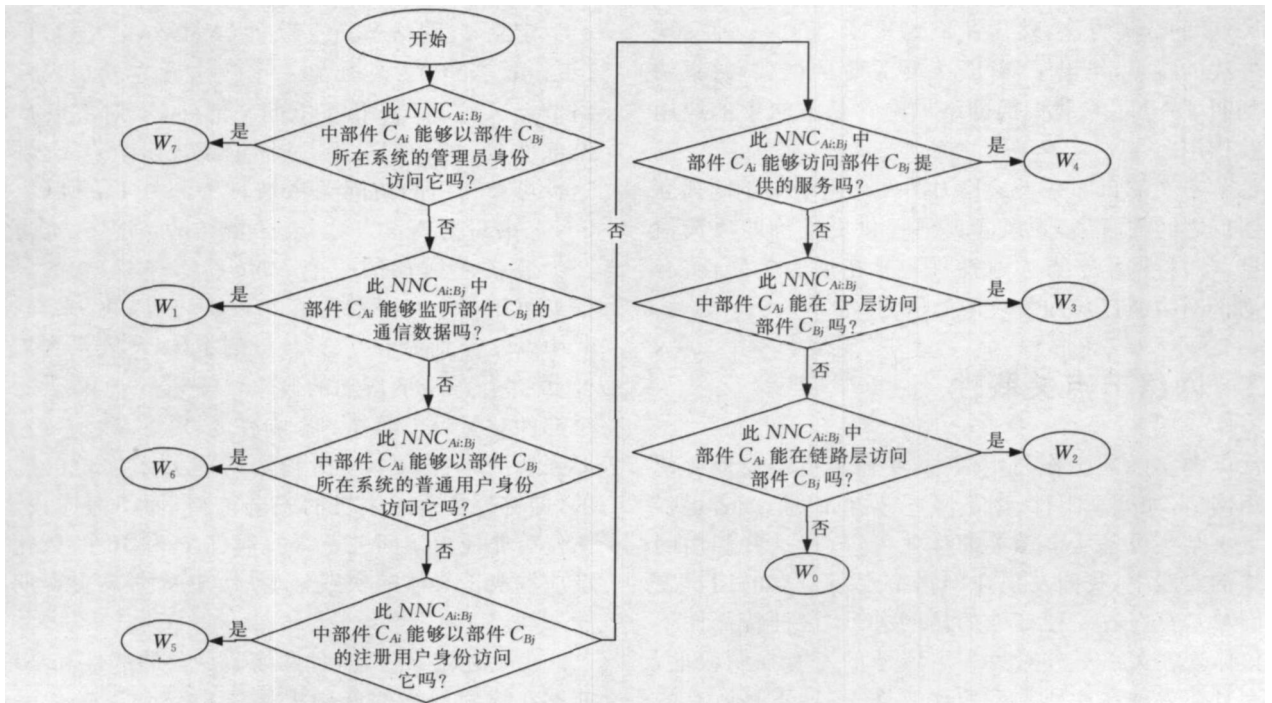 开始
此 NNC_{Ai:Bj}
中部件 C_{Ai} 能够以部件 C_{Bj}
所在系统的管理员身份
访问它吗?
是
W_7
否
此 NNC_{Ai:Bj} 中
部件 C_{Ai} 能够监听部件 C_{Bj} 的
通信数据吗?
是
W_1
否
此 NNC_{Ai:Bj}
中部件 C_{Ai} 能够以部件 C_{Bj}
所在系统的普通用户身份
访问它吗?
是
W_6
否
此 NNC_{Ai:Bj}
中部件 C_{Ai} 能够以部件 C_{Bj}
的注册用户身份访问
它吗?
是
W_5
否
此 NNC_{Ai:Bj} 中
部件 C_{Ai} 能够访问部件 C_{Bj} 提
供的服务吗?
是
W_4
否
此 NNC_{Ai:Bj}
中部件 C_{Ai} 能在 IP 层访问
部件 C_{Bj} 吗?
是
W_3
否
此 NNC_{Ai:Bj} 中
部件 C_{Ai} 能在链路层访问
部件 C_{Bj} 吗?
是
W_2
否
W_0